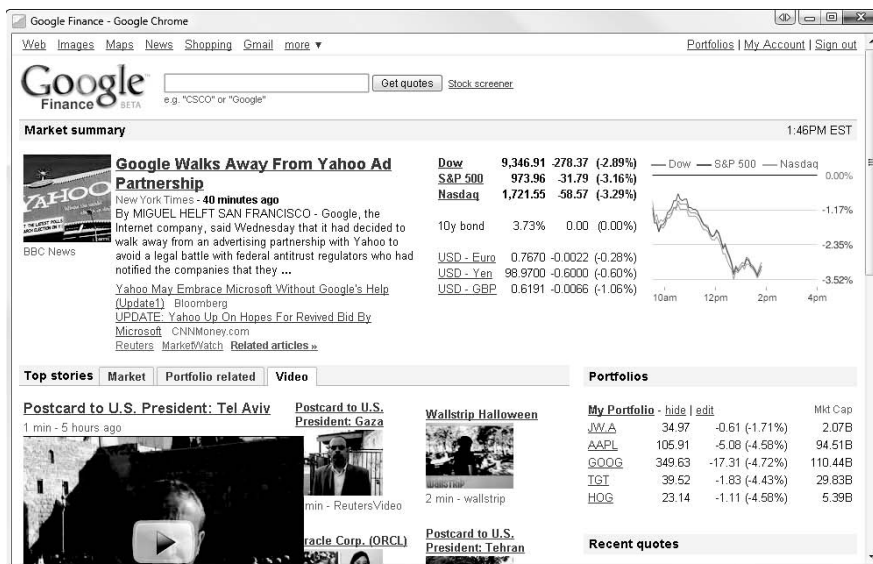 Google Finance - Google Chrome
Web Images Maps News Shopping Gmail more ▼
Portfolios | My Account | Sign out
Google
Finance BETA
Get quotes Stock screener
e.g. "CSCO" or "Google"
Market summary
1:46PM EST
YAHOO
BBC News
Google Walks Away From Yahoo Ad
Partnership
New York Times - 40 minutes ago
By MIGUEL HELFT SAN FRANCISCO - Google, the
Internet company, said Wednesday that it had decided to
walk away from an advertising partnership with Yahoo to
avoid a legal battle with federal antitrust regulators who had
notified the companies that they ...
Yahoo May Embrace Microsoft Without Google's Help
(Update1) Bloomberg
UPDATE: Yahoo Up On Hopes For Revived Bid By
Microsoft CNNMoney.com
Reuters MarketWatch Related articles »
Dow 9,346.91 -278.37 (-2.89%)
S&P 500 973.96 -31.79 (-3.16%)
Nasdaq 1,721.55 -58.57 (-3.29%)
10y bond 3.73% 0.00 (0.00%)
USD - Euro 0.7670 -0.0022 (-0.28%)
USD - Yen 98.9700 -0.6000 (-0.60%)
USD - GBP 0.6191 -0.0066 (-1.06%)
Dow S&P 500 Nasdaq
0.00%
-1.17%
-2.35%
-3.52%
10am 12pm 2pm 4pm
Top stories Market Portfolio related Video
Postcard to U.S. President: Tel Aviv
1 min - 5 hours ago
Postcard to U.S.
President: Gaza
min - ReutersVideo
racle Corp. (ORCL)
Wallstrip Halloween
WALLSTRIP
2 min - wallstrip
Postcard to U.S.
President: Tehran
Portfolios
My Portfolio - hide | edit Mkt Cap
JW.A 34.97 -0.61 (-1.71%) 2.07B
AAPL 105.91 -5.08 (-4.58%) 94.51B
GOOG 349.63 -17.31 (-4.72%) 110.44B
TGT 39.52 -1.83 (-4.43%) 29.83B
HOG 23.14 -1.11 (-4.58%) 5.39B
Recent quotes